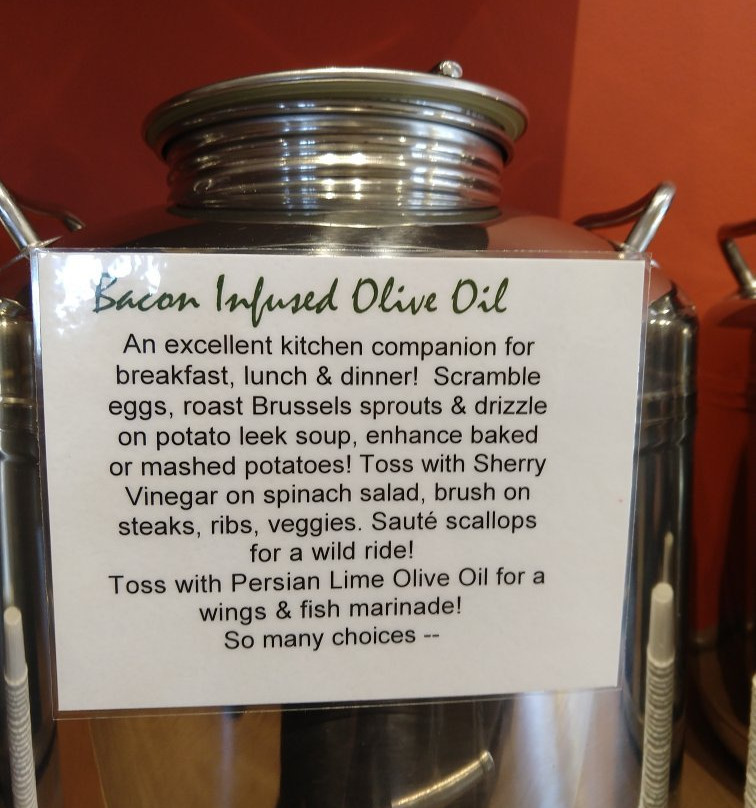 Bacon Infused Olive Oil
An excellent kitchen companion for
breakfast, lunch & dinner! Scramble
eggs, roast Brussels sprouts & drizzle
on potato leek soup, enhance baked
or mashed potatoes! Toss with Sherry
Vinegar on spinach salad, brush on
steaks, ribs, veggies. Sauté scallops
for a wild ride!
Toss with Persian Lime Olive Oil for a
wings & fish marinade!
So many choices --